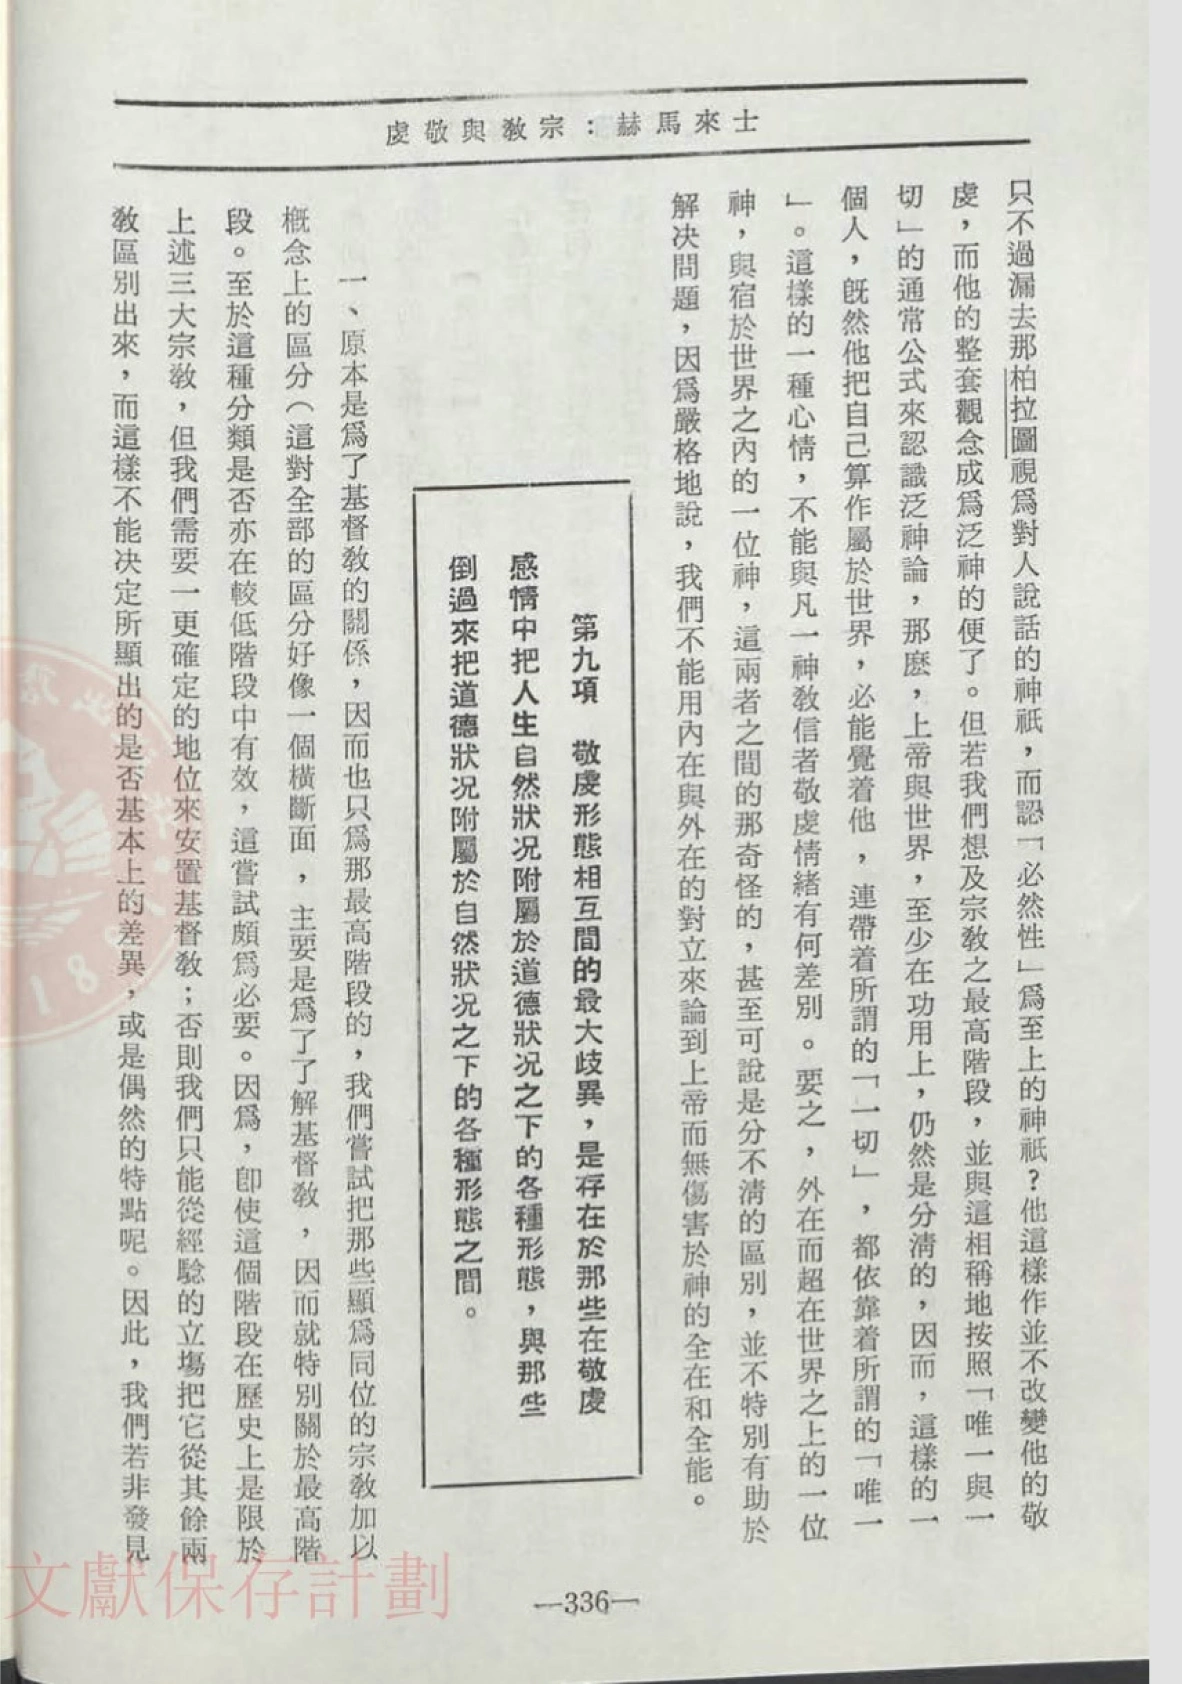 士來馬赫：宗敎與敬虔
只不過漏去那柏拉圖視爲對人說話的神祇，而認「必然性」爲至上的神祇？他這樣作並不改變他的敬
虔，而他的整套觀念成爲泛神的便了。但若我們想及宗敎之最高階段，並與這相稱地按照「唯一與一
切」的通常公式來認識泛神論，那麽，上帝與世界，至少在功用上，仍然是分淸的，因而，這樣的一
個人，旣然他把自己算作屬於世界，必能覺着他，連帶着所謂的「一切」，都依靠着所謂的「唯一
」。這樣的一種心情，不能與凡一神敎信者敬虔情緒有何差別。要之，外在而超在世界之上的一位
神，與宿於世界之內的一位神，這兩者之間的那奇怪的，甚至可說是分不淸的區別，並不特別有助於
解决問題，因爲嚴格地說，我們不能用內在與外在的對立來論到上帝而無傷害於神的全在和全能。
第九項　敬虔形態相互間的最大歧異，是存在於那些在敬虔
感情中把人生自然狀况附屬於道德狀况之下的各種形態，與那些
倒過來把道德狀况附屬於自然狀况之下的各種形態之間。
一、原本是爲了基督敎的關係，因而也只爲那最高階段的，我們嘗試把那些顯爲同位的宗敎加以
槪念上的區分（這對全部的區分好像一個橫斷面，主要是爲了了解基督敎，因而就特別關於最高階
段。至於這種分類是否亦在較低階段中有效，這嘗試頗爲必要。因爲，卽使這個階段在歷史上是限於
上述三大宗敎，但我們需要一更確定的地位來安置基督敎；否則我們只能從經驗的立場把它從其餘兩
敎區別出來，而這樣不能决定所顯出的是否基本上的差異，或是偶然的特點呢。因此，我們若非發見
—336—
文獻保存計劃